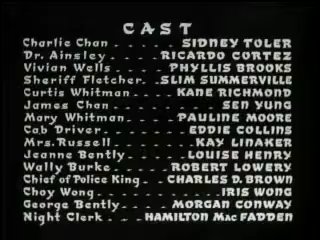 CAST
Charlie Chan . . . . . SIDNEY TOLER
Dr. Ainsley . . . . . RICARDO CORTEZ
Vivian Wells . . . . . PHYLLIS BROOKS
Sheriff Fletcher . . SLIM SUMMERVILLE
Curtis Whitman . . . . KANE RICHMOND
James Chan . . . . . . . . SEN YUNG
Mary Whitman . . . . . PAULINE MOORE
Cab Driver . . . . . . EDDIE COLLINS
Mrs. Russell . . . . . . KAY LINAKER
Jeanne Bently . . . . . LOUISE HENRY
Wally Burke . . . . . ROBERT LOWERY
Chief of Police King . . CHARLES D. BROWN
Choy Wong . . . . . . . . IRIS WONG
George Bently . . . . . MORGAN CONWAY
Night Clerk . . . HAMILTON MAC FADDEN